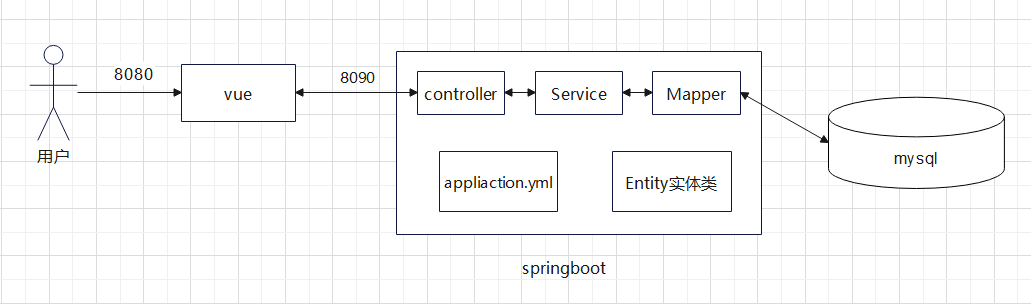 8080
8090
vue
controller
Service
Mapper
用户
mysql
appliaction.yml
Entity实体类
springboot